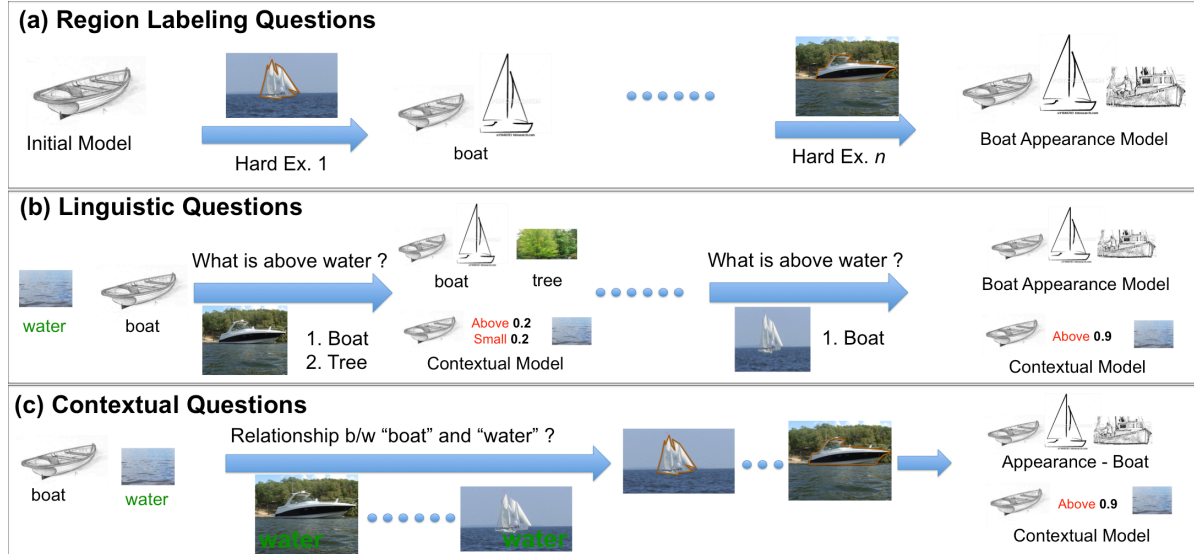 (a) Region Labeling Questions
Initial Model
Hard Ex. 1
boat
Hard Ex. n
Boat Appearance Model
(b) Linguistic Questions
water
boat
What is above water ?
1. Boat
2. Tree
boat
tree
Above 0.2
Small 0.2
Contextual Model
What is above water ?
1. Boat
Boat Appearance Model
Above 0.9
Contextual Model
(c) Contextual Questions
boat
water
Relationship b/w “boat” and “water” ?
water
water
Appearance - Boat
Above 0.9
Contextual Model